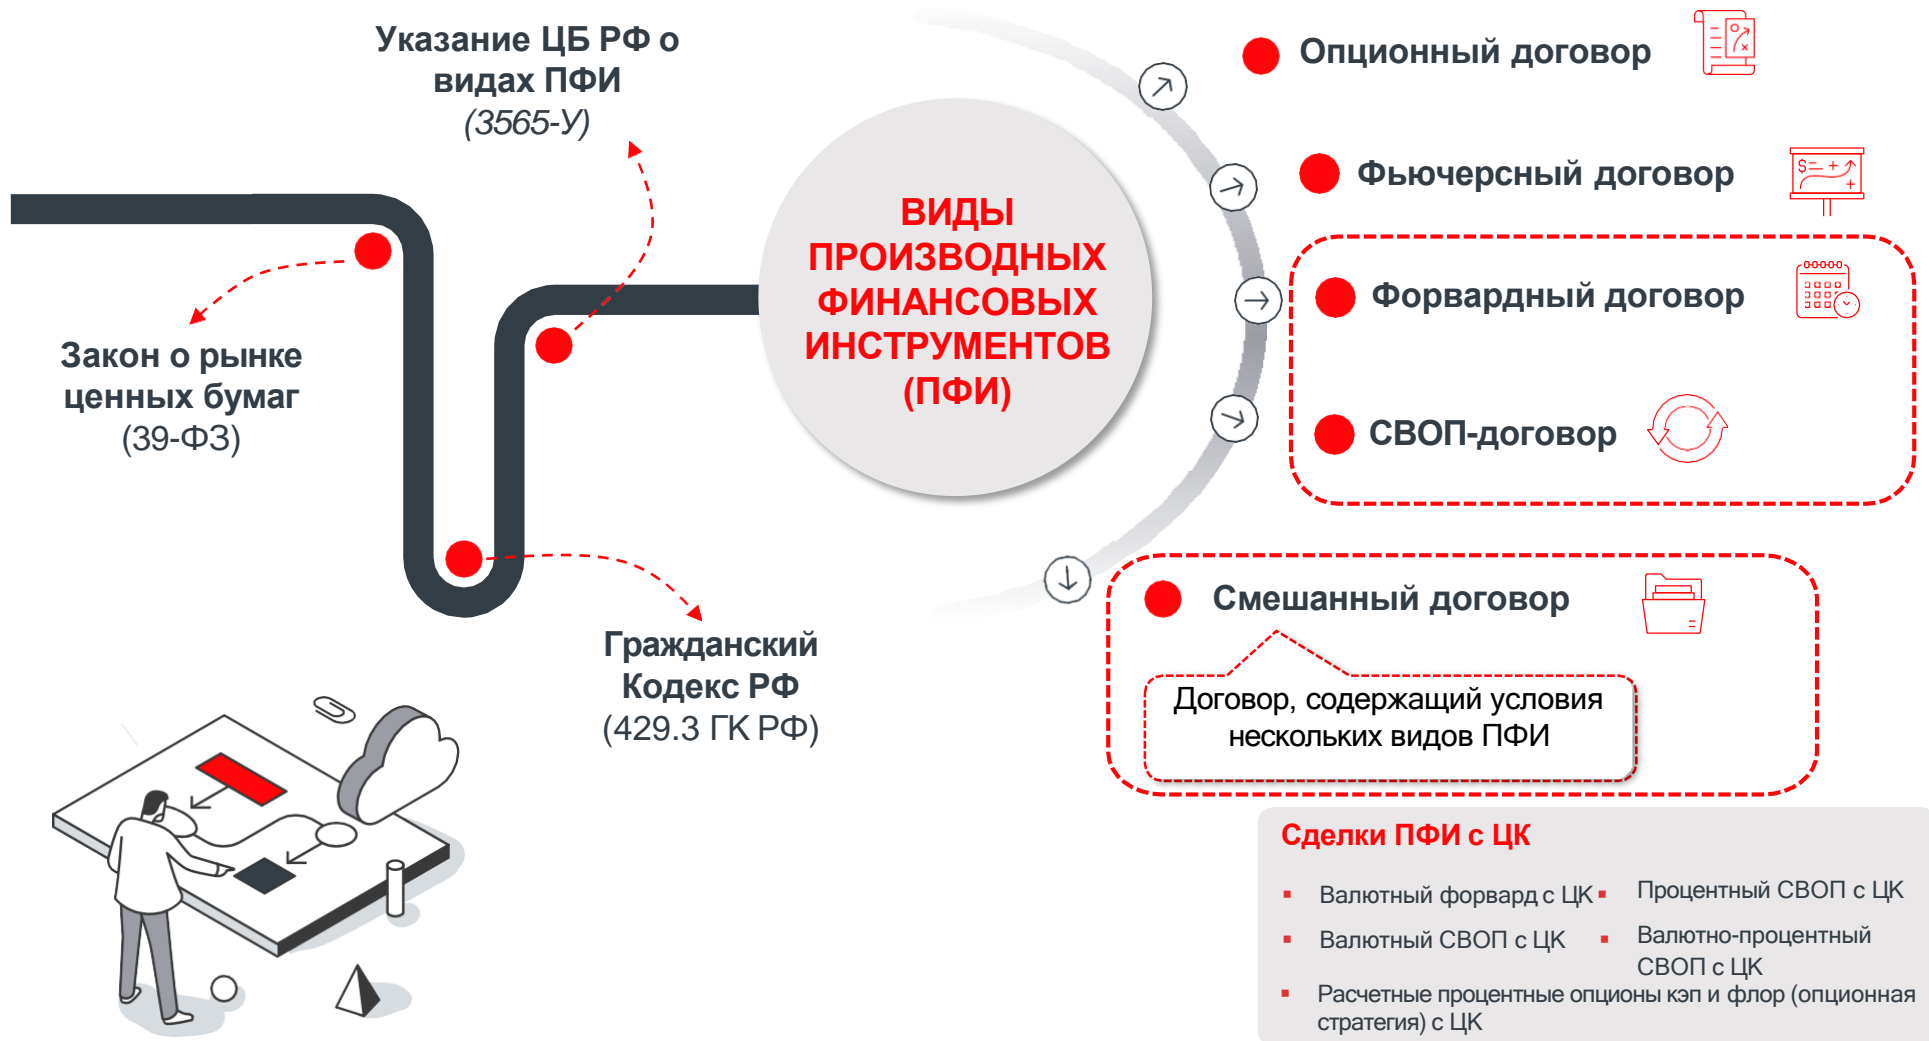 Указание ЦБ РФ о
видах ПФИ
(3565-У)
Закон о рынке
ценных бумаг
(39-ФЗ)
Гражданский
Кодекс РФ
(429.3 ГК РФ)
ВИДЫ
ПРОИЗВОДНЫХ
ФИНАНСОВЫХ
ИНСТРУМЕНТОВ
(ПФИ)
Опционный договор
Фьючерсный договор
Форвардный договор
СВОП-договор
Смешанный договор
Договор, содержащий условия
нескольких видов ПФИ
Сделки ПФИ с ЦК
▪ Валютный форвард с ЦК
▪ Процентный СВОП с ЦК
▪ Валютный СВОП с ЦК
▪ Валютно-процентный
СВОП с ЦК
▪ Расчетные процентные опционы кэп и флор (опционная
стратегия) с ЦК